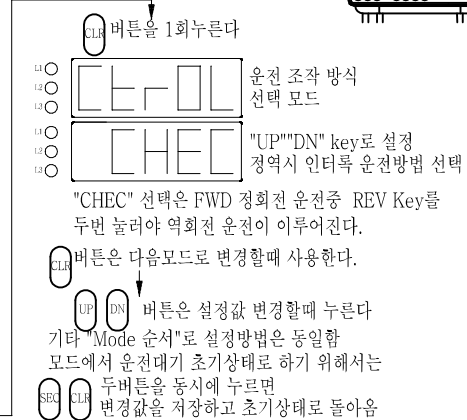 CLR 버튼을 1회누른다
L1
L2
L3
CtrOL
운전 조작 방식
선택 모드
L1
L2
L3
CHEC
"UP""DN" key로 설정
정역시 인터록 운전방법 선택
"CHEC" 선택은 FWD 정회전 운전중 REV Key를
두번 눌러야 역회전 운전이 이루어진다.
CLR 버튼은 다음모드로 변경할때 사용한다.
UP DN 버튼은 설정값 변경할때 누른다
기타 "Mode 순서"로 설정방법은 동일함
모드에서 운전대기 초기상태로 하기 위해서는
SEC CLR 두버튼을 동시에 누르면
변경값을 저장하고 초기상태로 돌아옴